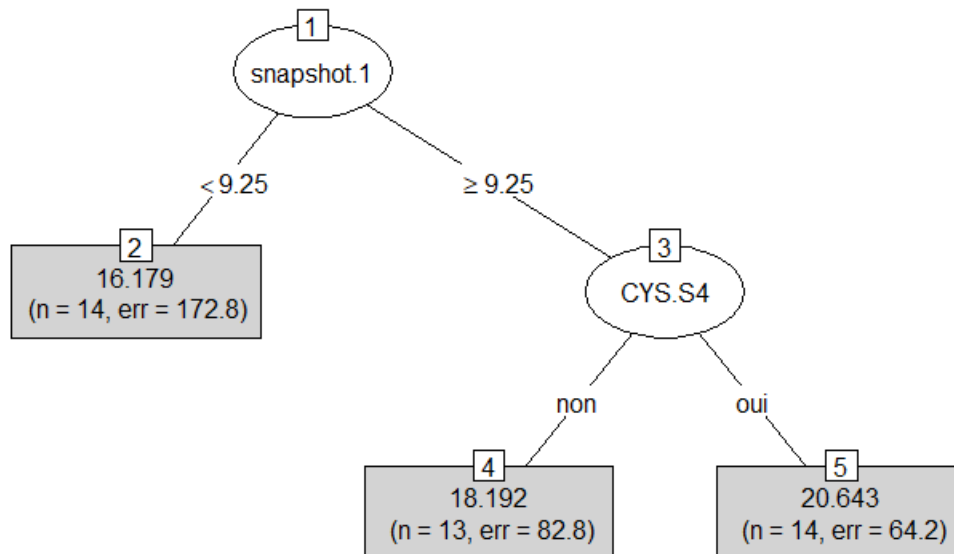 1
snapshot.1
< 9.25
≥ 9.25
2
16.179
(n = 14, err = 172.8)
3
CYS.S4
non
oui
4
18.192
(n = 13, err = 82.8)
5
20.643
(n = 14, err = 64.2)